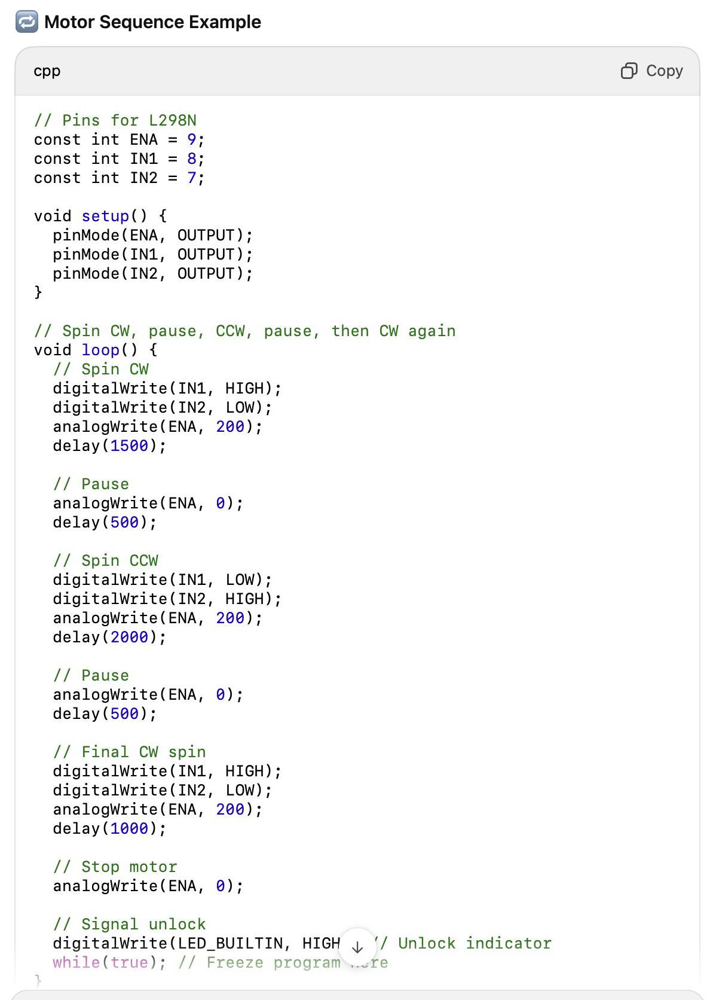 Motor Sequence Example
cpp
Copy
// Pins for L298N
const int ENA = 9;
const int IN1 = 8;
const int IN2 = 7;
void setup() {
  pinMode(ENA, OUTPUT);
  pinMode(IN1, OUTPUT);
  pinMode(IN2, OUTPUT);
}
// Spin CW, pause, CCW, pause, then CW again
void loop() {
  // Spin CW
  digitalWrite(IN1, HIGH);
  digitalWrite(IN2, LOW);
  analogWrite(ENA, 200);
  delay(1500);
  // Pause
  analogWrite(ENA, 0);
  delay(500);
  // Spin CCW
  digitalWrite(IN1, LOW);
  digitalWrite(IN2, HIGH);
  analogWrite(ENA, 200);
  delay(2000);
  // Pause
  analogWrite(ENA, 0);
  delay(500);
  // Final CW spin
  digitalWrite(IN1, HIGH);
  digitalWrite(IN2, LOW);
  analogWrite(ENA, 200);
  delay(1000);
  // Stop motor
  analogWrite(ENA, 0);
  // Signal unlock
  digitalWrite(LED_BUILTIN, HIGH // Unlock indicator
  while(true); // Freeze program here
}